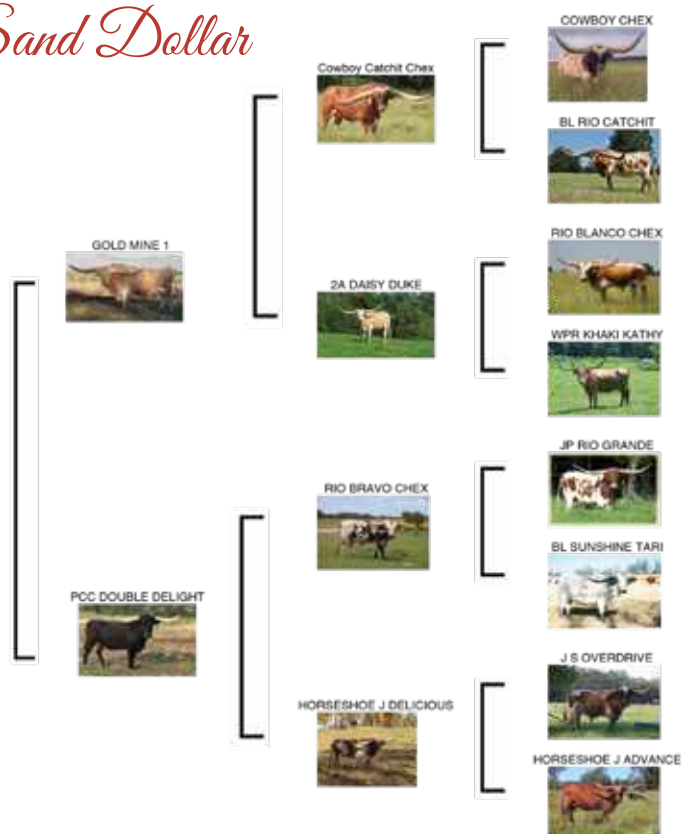 Sand Dollar
COWBOY CHEX
Cowboy Catchit Chex
BL RIO CATCHIT
GOLD MINE 1
RIO BLANCO CHEX
2A DAISY DUKE
WPR KHAKI KATHY
JP RIO GRANDE
RIO BRAVO CHEX
BL SUNSHINE TARI
PCC DOUBLE DELIGHT
J S OVERDRIVE
HORSESHOE J DELICIOUS
HORSESHOE J ADVANCE